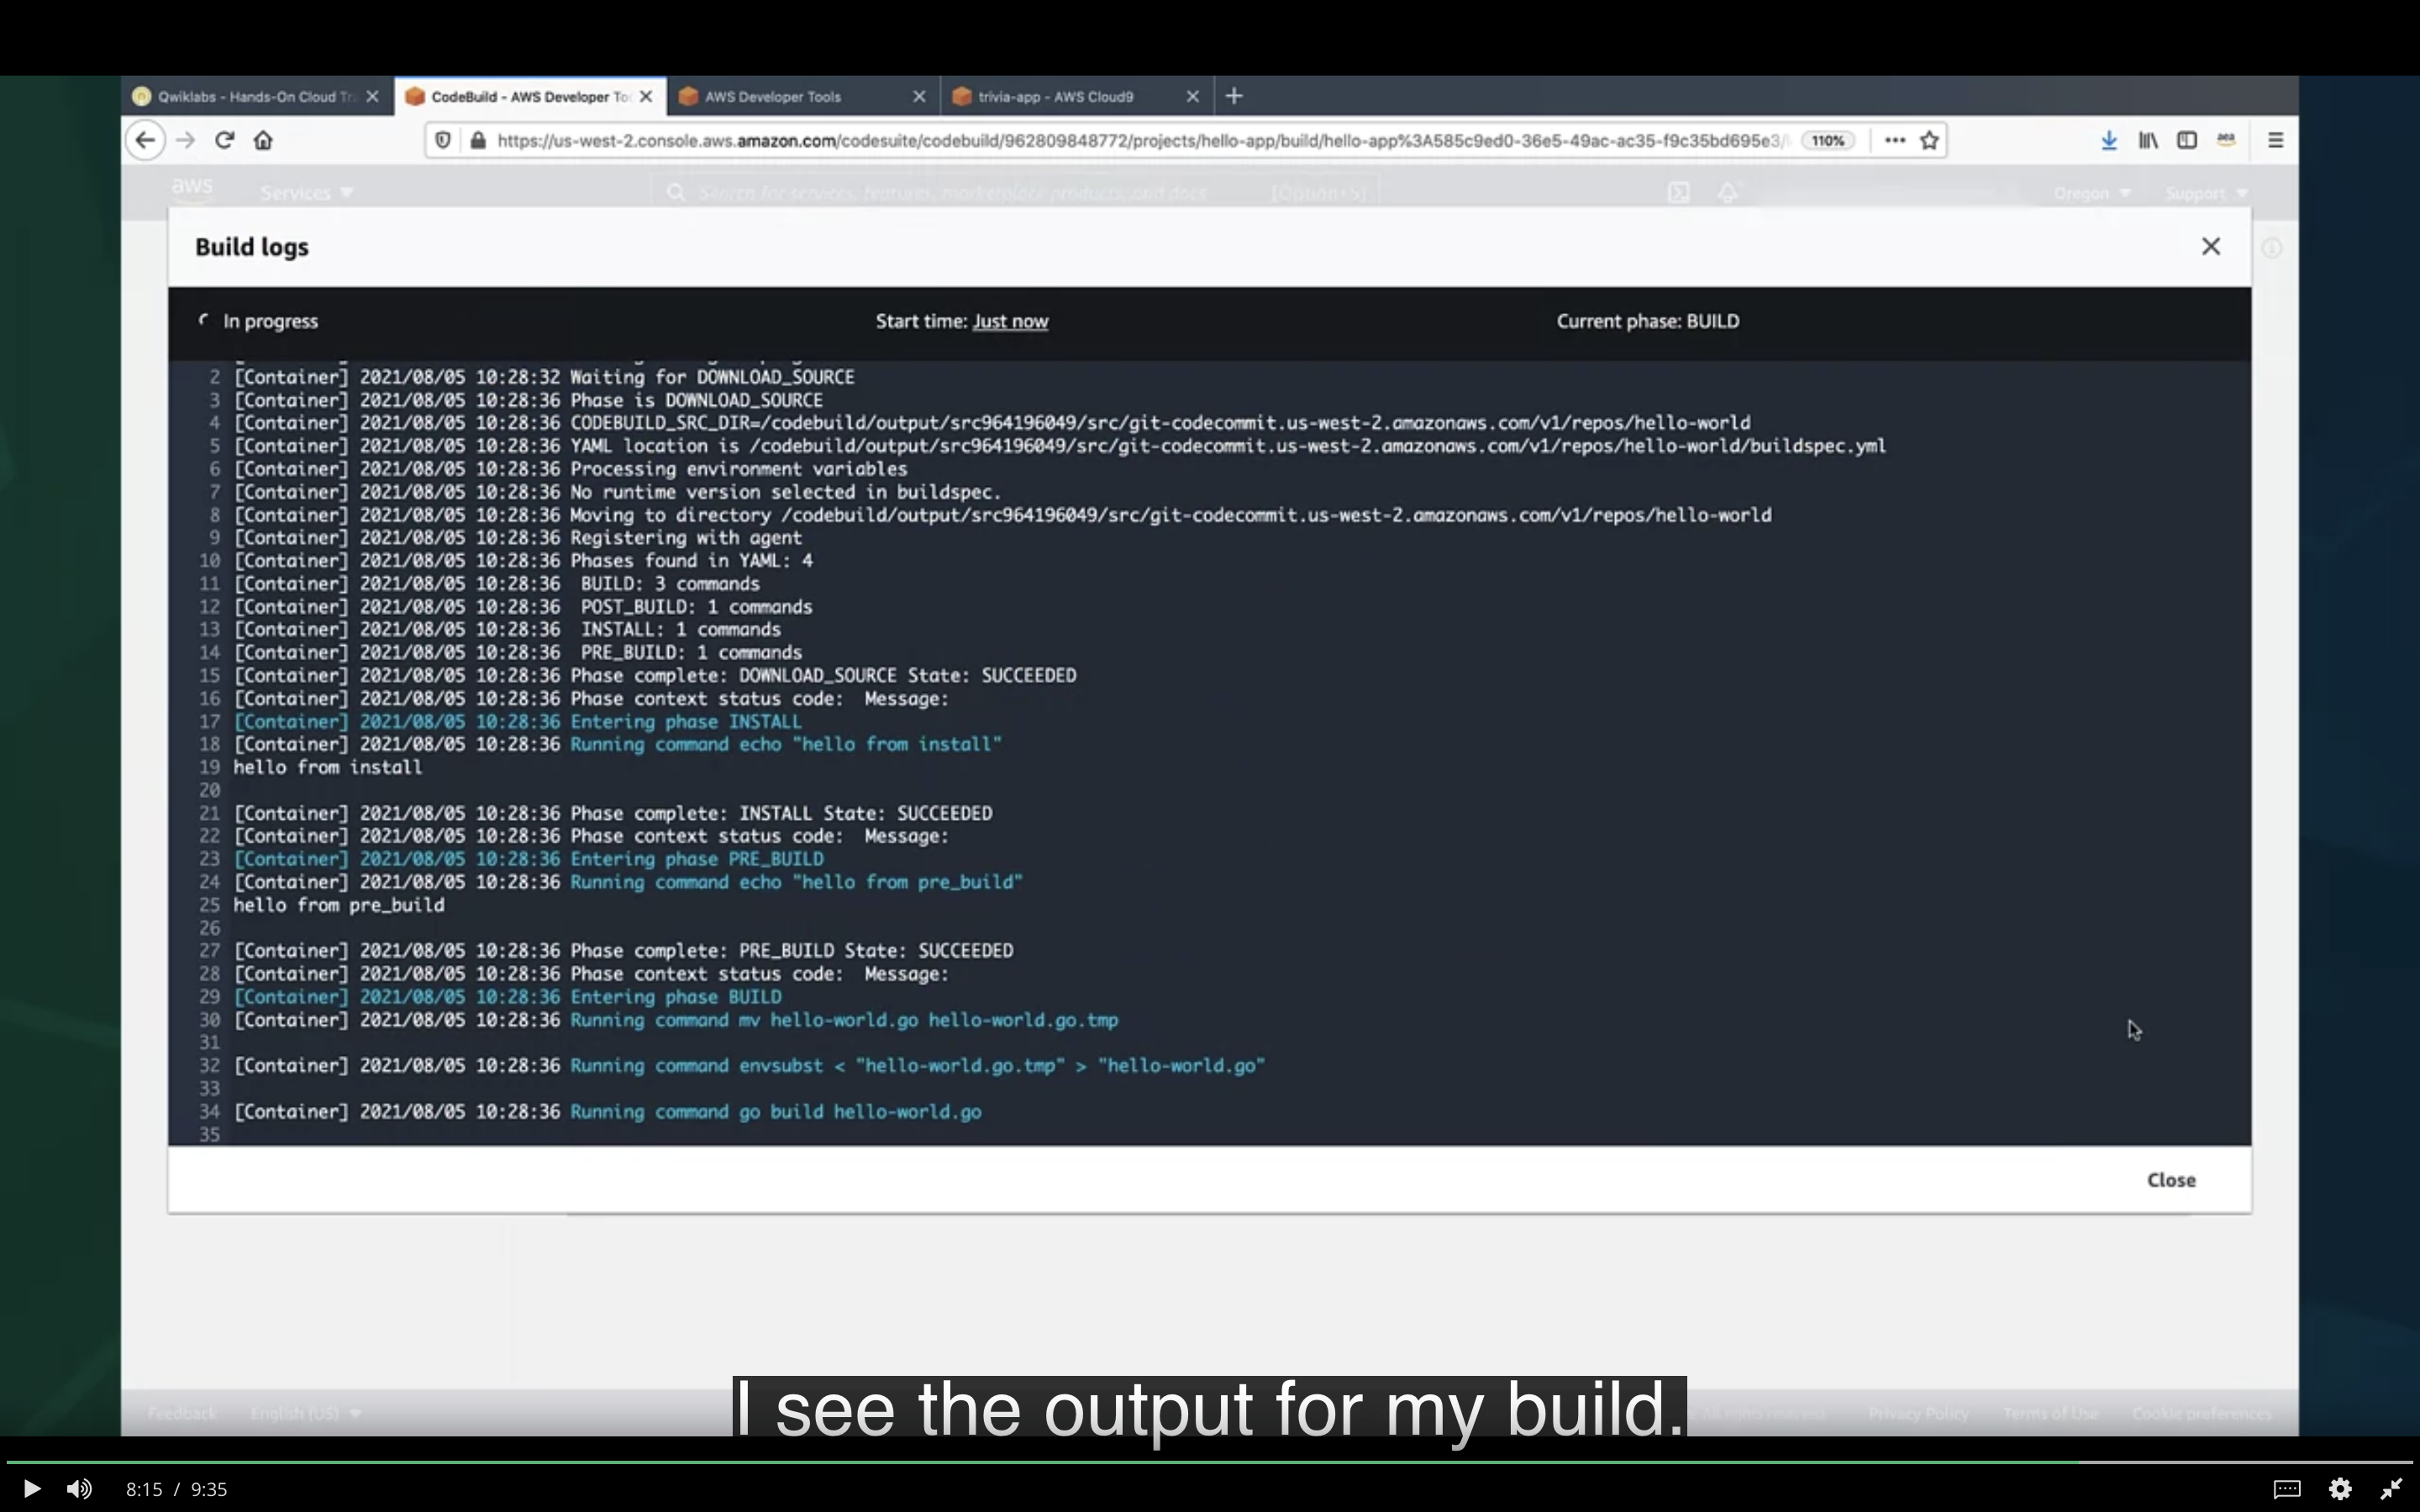 Qwiklabs - Hands-On Cloud Tr
CodeBuild - AWS Developer To
AWS Developer Tools
trivia-app - AWS Cloud9
https://us-west-2.console.aws.amazon.com/codesuite/codebuild/962809848772/projects/hello-app/build/hello-app%3A585c9ed0-36e5-49ac-ac35-f9c35bd695e3/
110%
aws
Services
Search for services, features, marketplace products, and docs
[Option+S]
Oregon
Support
Build logs
In progress
Start time: Just now
Current phase: BUILD
2 [Container] 2021/08/05 10:28:32 Waiting for DOWNLOAD_SOURCE
3 [Container] 2021/08/05 10:28:36 Phase is DOWNLOAD_SOURCE
4 [Container] 2021/08/05 10:28:36 CODEBUILD_SRC_DIR=/codebuild/output/src964196049/src/git-codecommit.us-west-2.amazonaws.com/v1/repos/hello-world
5 [Container] 2021/08/05 10:28:36 YAML location is /codebuild/output/src964196049/src/git-codecommit.us-west-2.amazonaws.com/v1/repos/hello-world/buildspec.yml
6 [Container] 2021/08/05 10:28:36 Processing environment variables
7 [Container] 2021/08/05 10:28:36 No runtime version selected in buildspec.
8 [Container] 2021/08/05 10:28:36 Moving to directory /codebuild/output/src964196049/src/git-codecommit.us-west-2.amazonaws.com/v1/repos/hello-world
9 [Container] 2021/08/05 10:28:36 Registering with agent
10 [Container] 2021/08/05 10:28:36 Phases found in YAML: 4
11 [Container] 2021/08/05 10:28:36  BUILD: 3 commands
12 [Container] 2021/08/05 10:28:36  POST_BUILD: 1 commands
13 [Container] 2021/08/05 10:28:36  INSTALL: 1 commands
14 [Container] 2021/08/05 10:28:36  PRE_BUILD: 1 commands
15 [Container] 2021/08/05 10:28:36 Phase complete: DOWNLOAD_SOURCE State: SUCCEEDED
16 [Container] 2021/08/05 10:28:36 Phase context status code:  Message:
17 [Container] 2021/08/05 10:28:36 Entering phase INSTALL
18 [Container] 2021/08/05 10:28:36 Running command echo "hello from install"
19 hello from install
20
21 [Container] 2021/08/05 10:28:36 Phase complete: INSTALL State: SUCCEEDED
22 [Container] 2021/08/05 10:28:36 Phase context status code:  Message:
23 [Container] 2021/08/05 10:28:36 Entering phase PRE_BUILD
24 [Container] 2021/08/05 10:28:36 Running command echo "hello from pre_build"
25 hello from pre_build
26
27 [Container] 2021/08/05 10:28:36 Phase complete: PRE_BUILD State: SUCCEEDED
28 [Container] 2021/08/05 10:28:36 Phase context status code:  Message:
29 [Container] 2021/08/05 10:28:36 Entering phase BUILD
30 [Container] 2021/08/05 10:28:36 Running command mv hello-world.go hello-world.go.tmp
31
32 [Container] 2021/08/05 10:28:36 Running command envsubst < "hello-world.go.tmp" > "hello-world.go"
33
34 [Container] 2021/08/05 10:28:36 Running command go build hello-world.go
35
Close
I see the output for my build.
Feedback
English (US)
Privacy Policy
Terms of Use
Cookie preferences
8:15 / 9:35